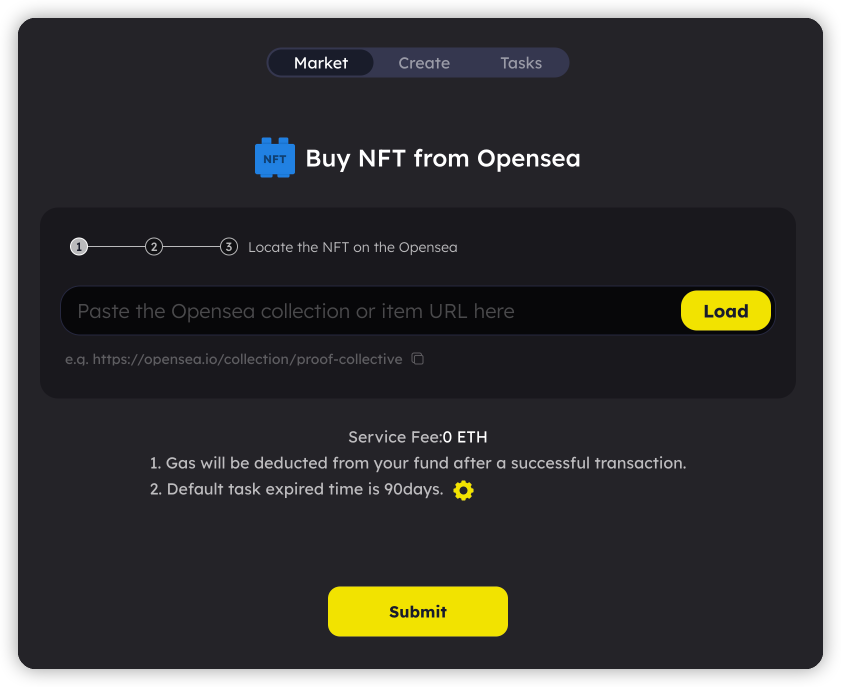 Market Create Tasks
NFT Buy NFT from Opensea
1 2 3 Locate the NFT on the Opensea
Paste the Opensea collection or item URL here Load
e.g. https://opensea.io/collection/proof-collective
Service Fee:0 ETH
1. Gas will be deducted from your fund after a successful transaction.
2. Default task expired time is 90days.
Submit